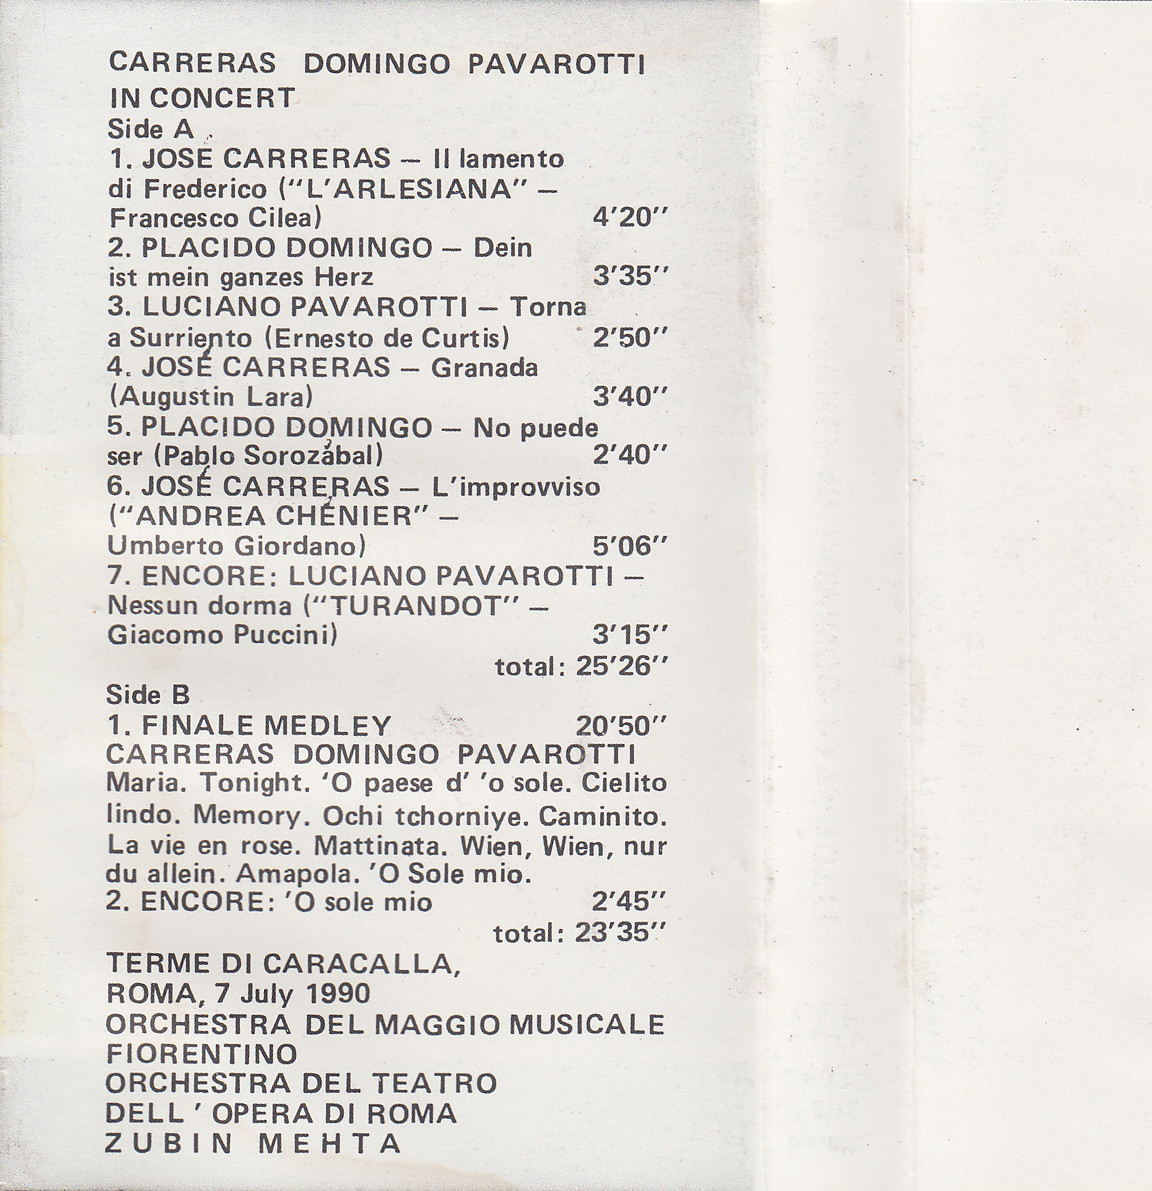 CARRERAS DOMINGO PAVAROTTI
IN CONCERT
Side A
1. JOSÉ CARRERAS – Il lamento
di Frederico (“L’ARLESIANA” –
Francesco Cilea) 4’20’’
2. PLACIDO DOMINGO – Dein
ist mein ganzes Herz 3’35’’
3. LUCIANO PAVAROTTI – Torna
a Surriento (Ernesto de Curtis) 2’50’’
4. JOSÉ CARRERAS – Granada
(Augustin Lara) 3’40’’
5. PLACIDO DOMINGO – No puede
ser (Pablo Sorozábal) 2’40’’
6. JOSÉ CARRERAS – L’improvviso
(“ANDREA CHÉNIER” –
Umberto Giordano) 5’06’’
7. ENCORE: LUCIANO PAVAROTTI –
Nessun dorma (“TURANDOT” –
Giacomo Puccini) 3’15’’
total: 25’26’’
Side B
1. FINALE MEDLEY 20’50’’
CARRERAS DOMINGO PAVAROTTI
Maria. Tonight. ‘O paese d’ ’o sole. Cielito
lindo. Memory. Ochi tchorniye. Caminito.
La vie en rose. Mattinata. Wien, Wien, nur
du allein. Amapola. ’O Sole mio.
2. ENCORE: ’O sole mio 2’45’’
total: 23’35’’
TERME DI CARACALLA,
ROMA, 7 July 1990
ORCHESTRA DEL MAGGIO MUSICALE
FIORENTINO
ORCHESTRA DEL TEATRO
DELL ’ OPERA DI ROMA
ZUBIN MEHTA